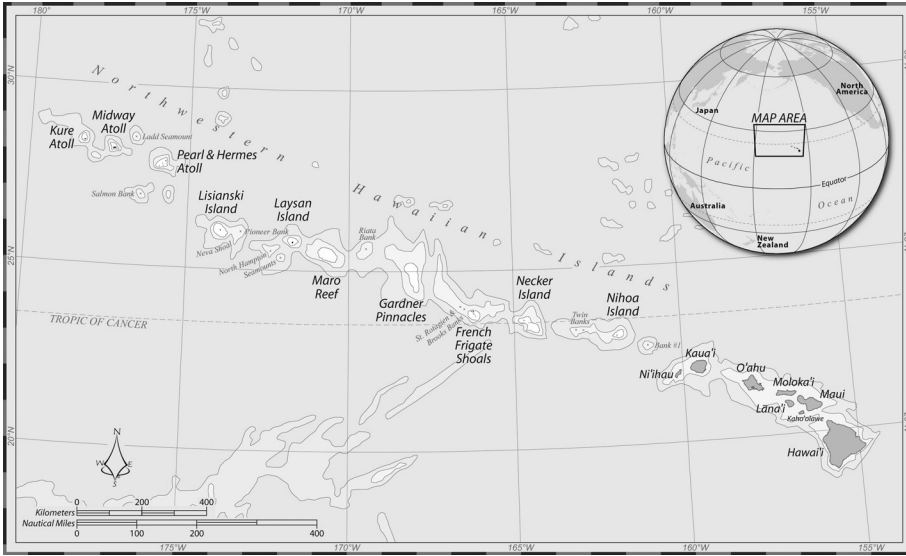 180°
175°W
170°W
165°W
160°W
155°W
30°N
25°N
20°N
Northwestern
Hawaiian
Islands
Kure
Atoll
Midway
Atoll
Ladd Seamount
Pearl & Hermes
Atoll
Salmon Bank
Lisianski
Island
Neva Shoal
Pioneer Bank
Laysan
Island
North Hampton
Seamounts
Maro
Reef
Riata
Bank
Gardner
Pinnacles
St. Rotagien &
Brooks Banks
French
Frigate
Shoals
Necker
Island
Twin
Banks
Nihoa
Island
Bank #1
TROPIC OF CANCER
Ni'ihau
Kaua'i
O'ahu
Moloka'i
Maui
Lāna'i
Kaho'olawe
Hawai'i
Japan
North
America
MAP AREA
Pacific
Equator
Ocean
Australia
New
Zealand
N
W
E
S
0 200 400
Kilometers
Nautical Miles
0 100 200 400
175°W
170°W
165°W
160°W
155°W